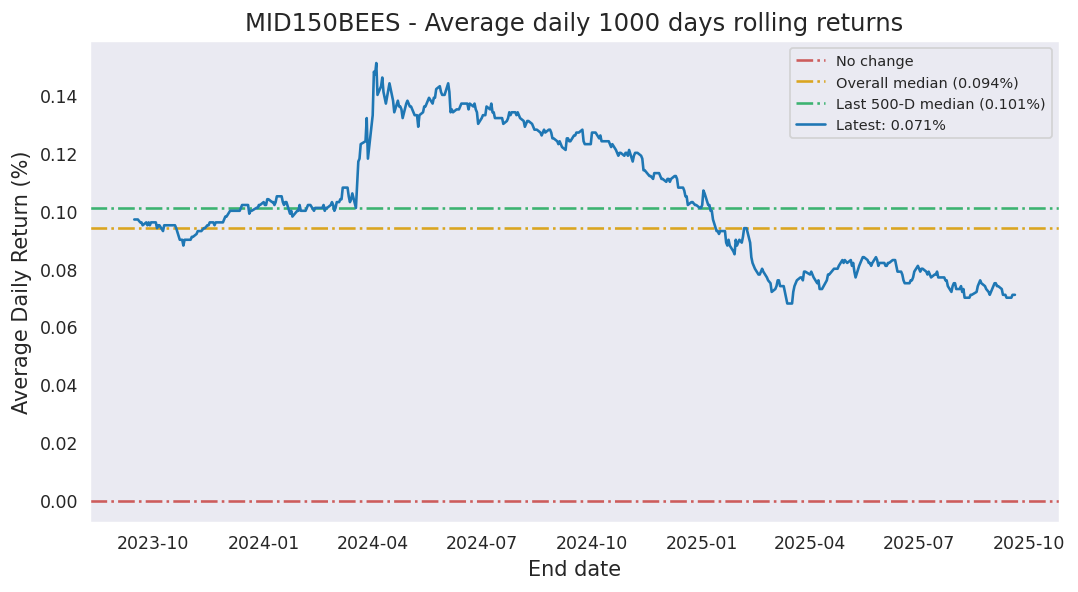 MID150BEES - Average daily 1000 days rolling returns
No change
Overall median (0.094%)
Last 500-D median (0.101%)
Latest: 0.071%
Average Daily Return (%)
0.14
0.12
0.10
0.08
0.06
0.04
0.02
0.00
2023-10 2024-01 2024-04 2024-07 2024-10 2025-01 2025-04 2025-07 2025-10
End date